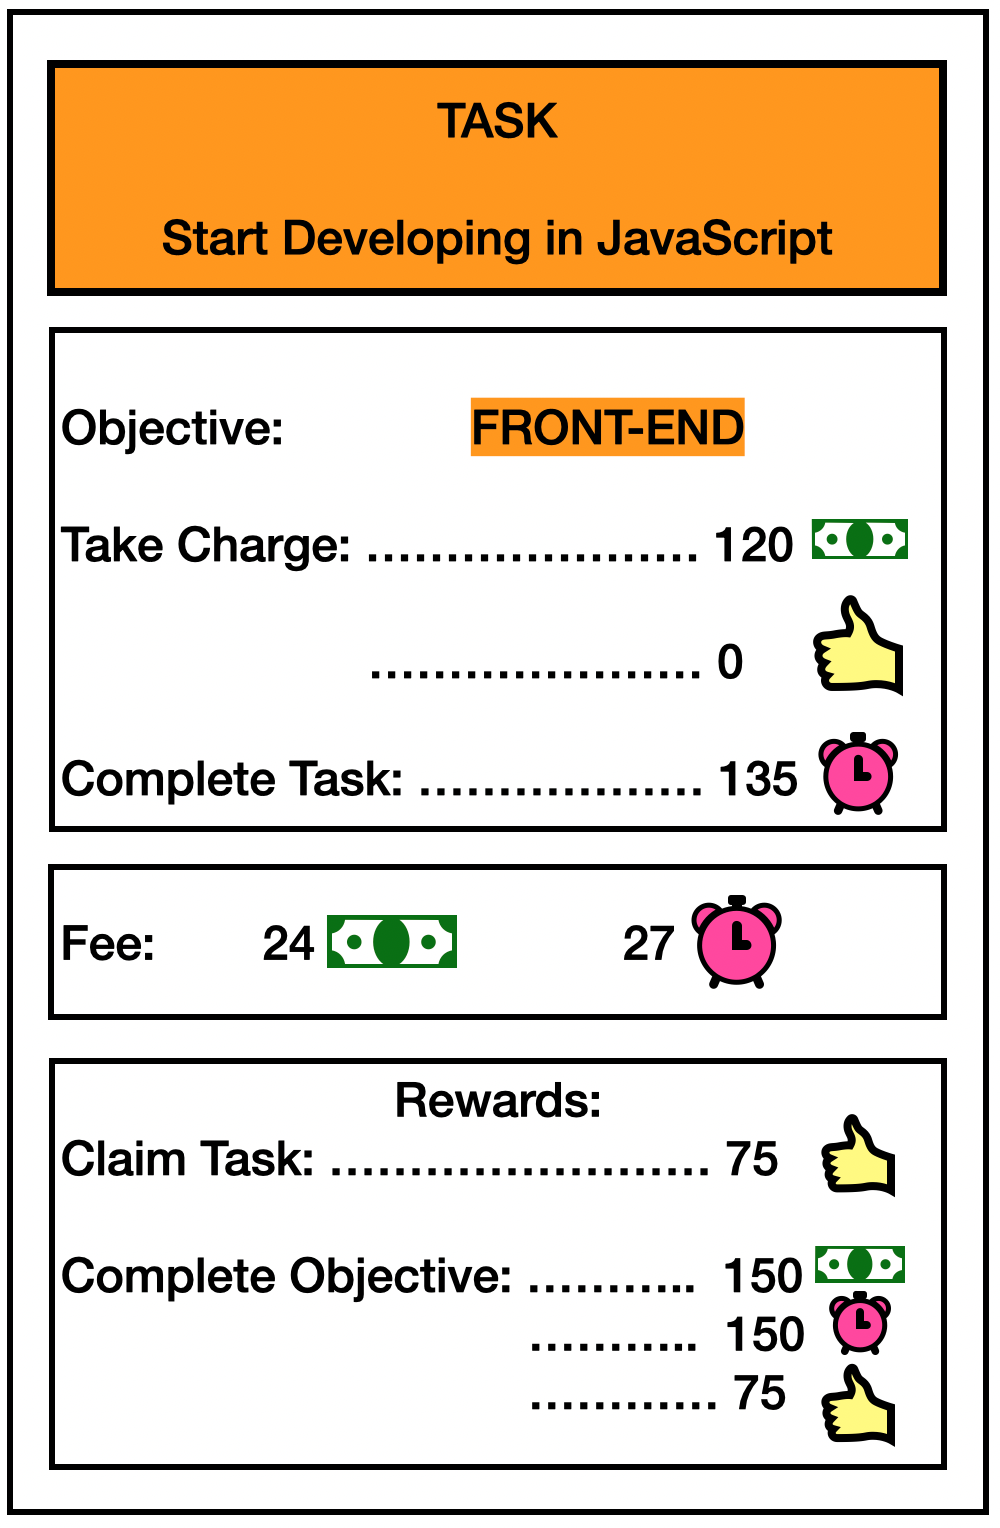 TASK
Start Developing in JavaScript
Objective: FRONT-END
Take Charge: ..................... 120
..................... 0
Complete Task: .................. 135
Fee: 24 27
Rewards:
Claim Task: ........................ 75
Complete Objective: ........... 150
........... 150
............ 75